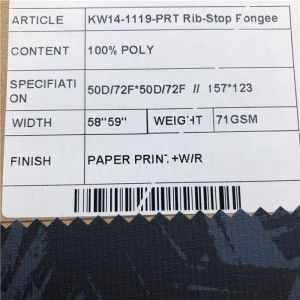 ARTICLE KW14-1119-PRT Rib-Stop Fongee
CONTENT 100% POLY
SPECIFIATI
ON 50D/72F*50D/72F // 157*123
WIDTH 58"59" WEIGHT 71GSM
FINISH PAPER PRINT+W/R